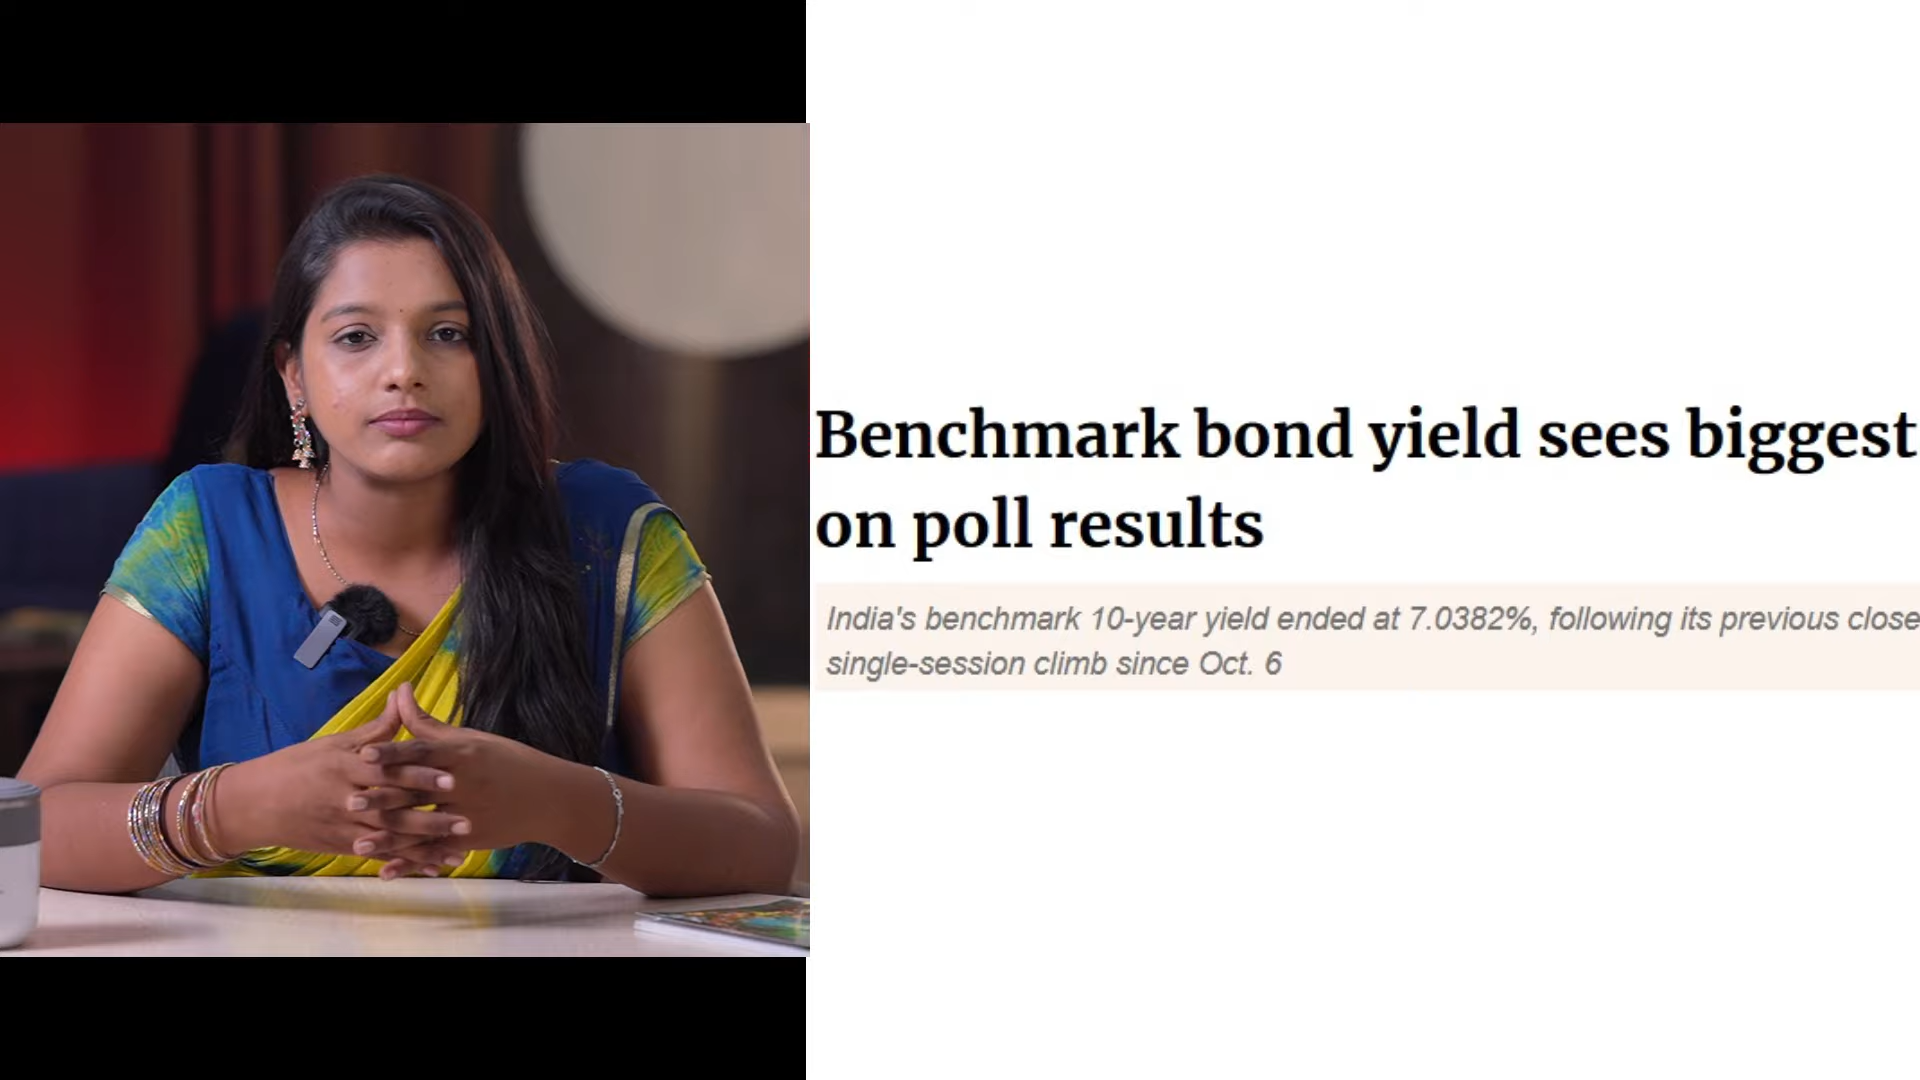 Benchmark bond yield sees biggest
on poll results
India's benchmark 10-year yield ended at 7.0382%, following its previous close
single-session climb since Oct. 6